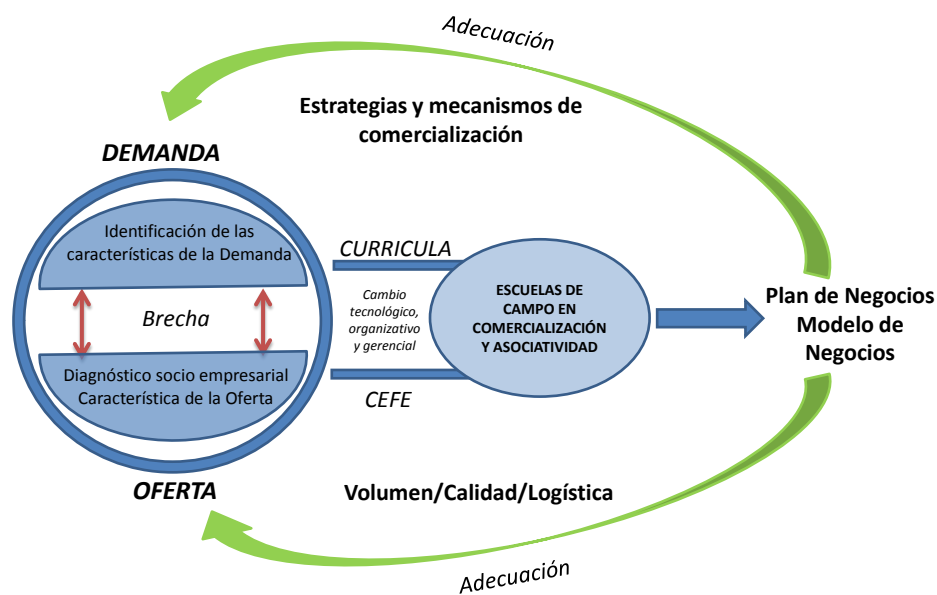 Adecuación
Estrategias y mecanismos de
comercialización
DEMANDA
Identificación de las
características de la Demanda
Brecha
Diagnóstico socio empresarial
Característica de la Oferta
OFERTA
CURRICULA
Cambio
tecnológico,
organizativo
y gerencial
CEFE
ESCUELAS DE
CAMPO EN
COMERCIALIZACIÓN
Y ASOCIATIVIDAD
Plan de Negocios
Modelo de
Negocios
Volumen/Calidad/Logística
Adecuación